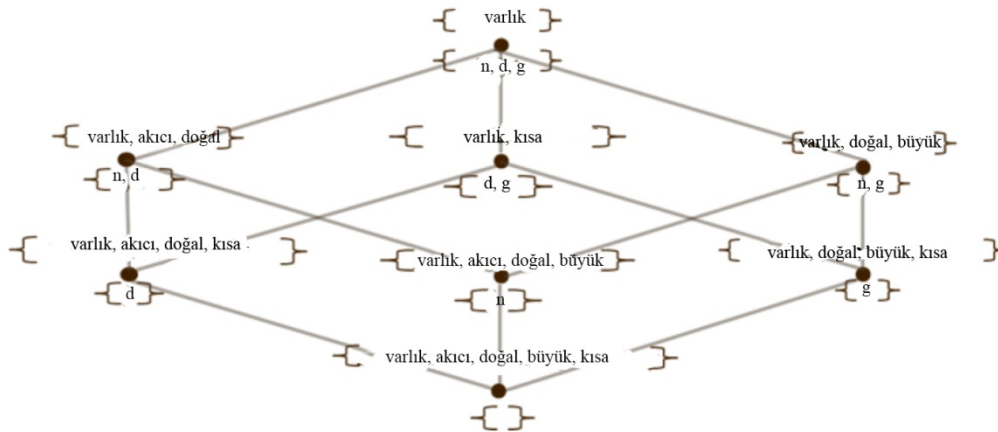 { varlık }
{ n, d, g }
{ varlık, akıcı, doğal }
{ varlık, kısa }
{ varlık, doğal, büyük }
{ n, d }
{ d, g }
{ n, g }
{ varlık, akıcı, doğal, kısa }
{ varlık, akıcı, doğal, büyük }
{ varlık, doğal, büyük, kısa }
{ d }
{ n }
{ g }
{ varlık, akıcı, doğal, büyük, kısa }
{ }